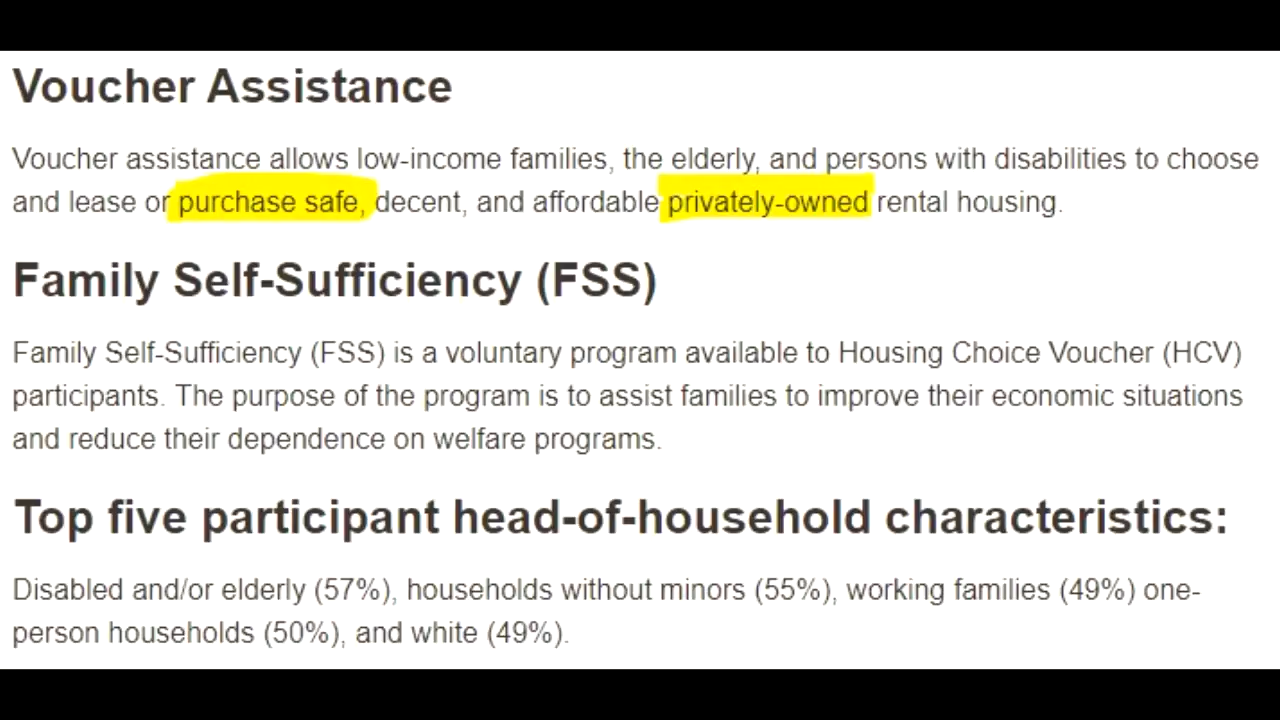 Voucher Assistance
Voucher assistance allows low-income families, the elderly, and persons with disabilities to choose
and lease or purchase safe, decent, and affordable privately-owned rental housing.
Family Self-Sufficiency (FSS)
Family Self-Sufficiency (FSS) is a voluntary program available to Housing Choice Voucher (HCV)
participants. The purpose of the program is to assist families to improve their economic situations
and reduce their dependence on welfare programs.
Top five participant head-of-household characteristics:
Disabled and/or elderly (57%), households without minors (55%), working families (49%) one-
person households (50%), and white (49%).